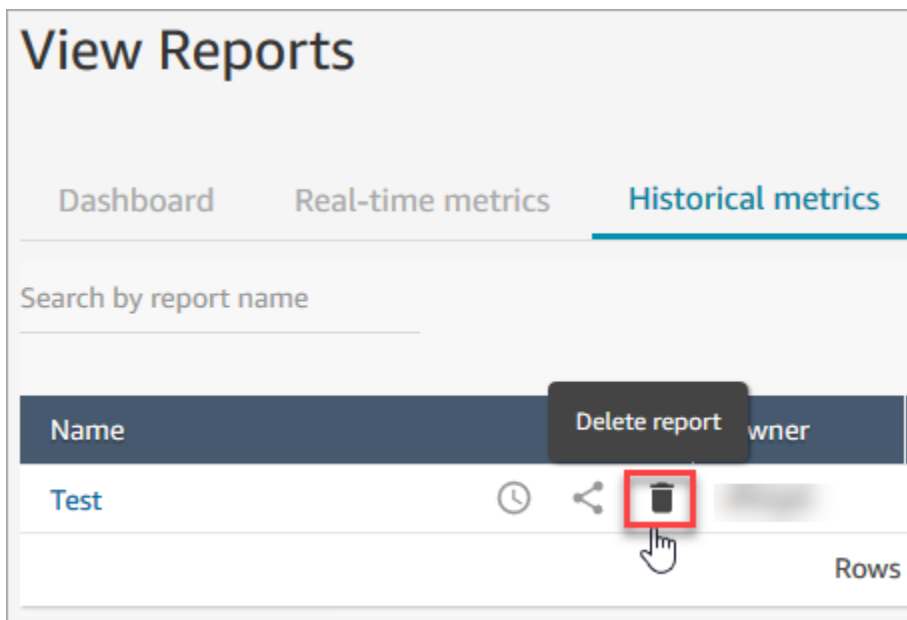 View Reports
Dashboard Real-time metrics Historical metrics
Search by report name
Delete report
Name wner
Test
Rows